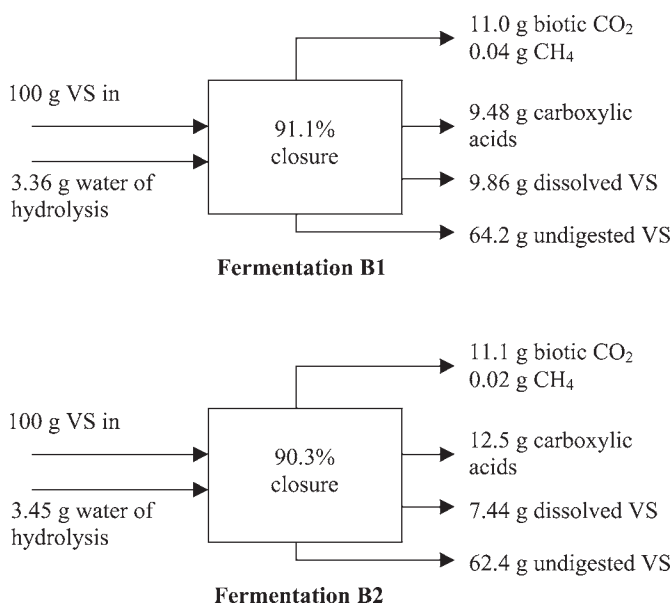 11.0 g biotic CO₂
0.04 g CH₄
100 g VS in
91.1%
closure
9.48 g carboxylic
acids
3.36 g water of
hydrolysis
9.86 g dissolved VS
64.2 g undigested VS
Fermentation B1
11.1 g biotic CO₂
0.02 g CH₄
100 g VS in
90.3%
closure
12.5 g carboxylic
acids
3.45 g water of
hydrolysis
7.44 g dissolved VS
62.4 g undigested VS
Fermentation B2